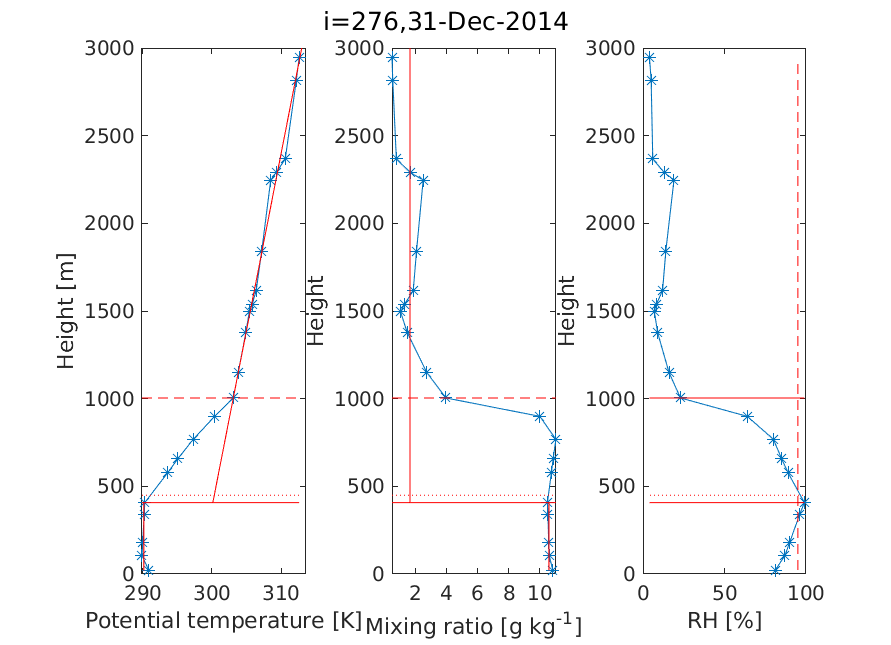 i=276,31-Dec-2014
3000
2500
2000
1500
1000
500
0
Height [m]
290 300 310
Potential temperature [K]
3000
2500
2000
1500
1000
500
0
Height
2 4 6 8 10
Mixing ratio [g kg-1]
3000
2500
2000
1500
1000
500
0
Height
0 50 100
RH [%]